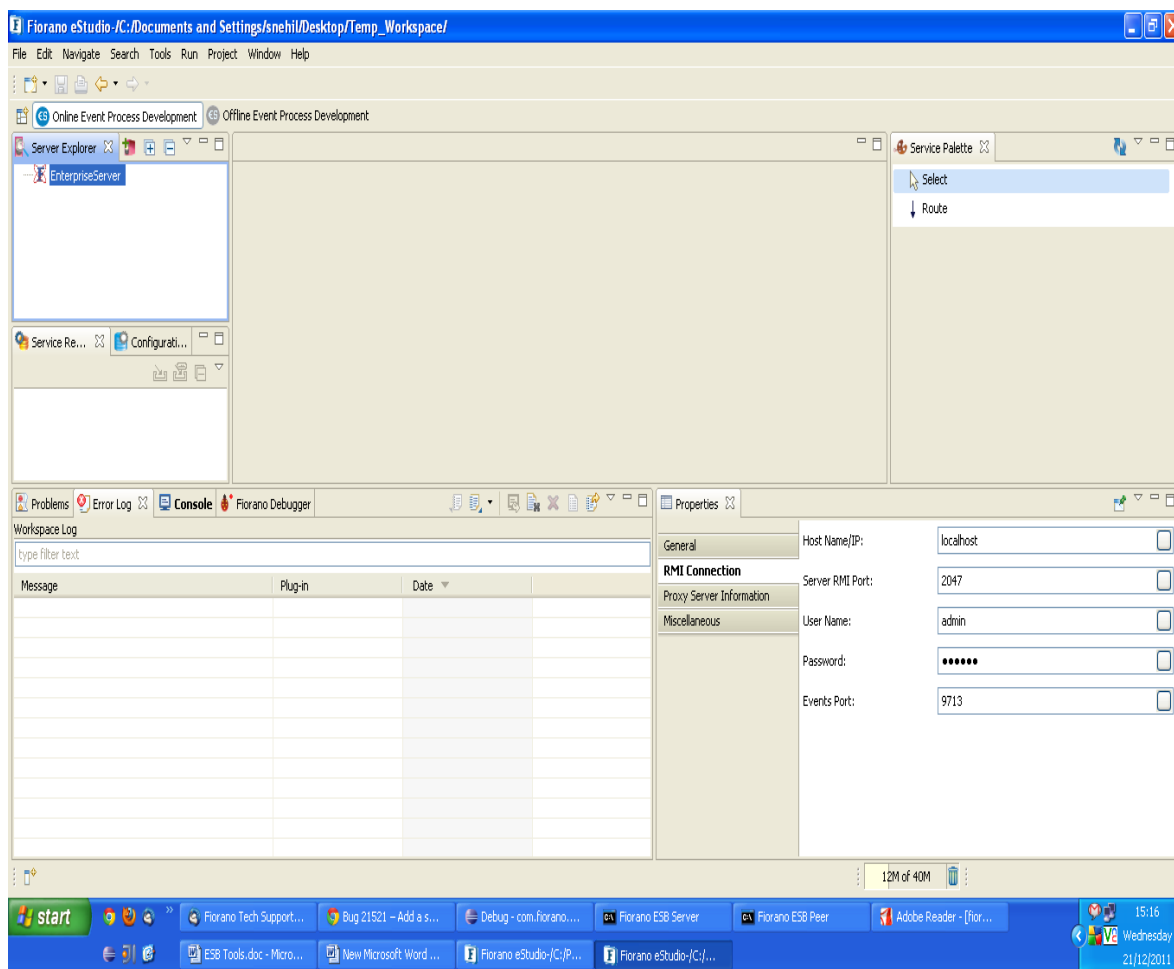 Fiorano eStudio-/C:/Documents and Settings/snehil/Desktop/Temp_Workspace/
File Edit Navigate Search Tools Run Project Window Help
Online Event Process Development Offline Event Process Development
Server Explorer
EnterpriseServer
Service Palette
Select
Route
Service Re... Configurati...
Problems Error Log Console Fiorano Debugger
Workspace Log
type filter text
Message Plug-in Date
Properties
General
RMI Connection
Proxy Server Information
Miscellaneous
Host Name/IP: localhost
Server RMI Port: 2047
User Name: admin
Password: ••••••
Events Port: 9713
12M of 40M
start
Fiorano Tech Support... Bug 21521 – Add a s... Debug - com.fiorano.... Fiorano ESB Server Fiorano ESB Peer Adobe Reader - [fior...
15:16
ESB Tools.doc - Micro... New Microsoft Word ... Fiorano eStudio-/C:/P... Fiorano eStudio-/C:/...
Wednesday
21/12/2011